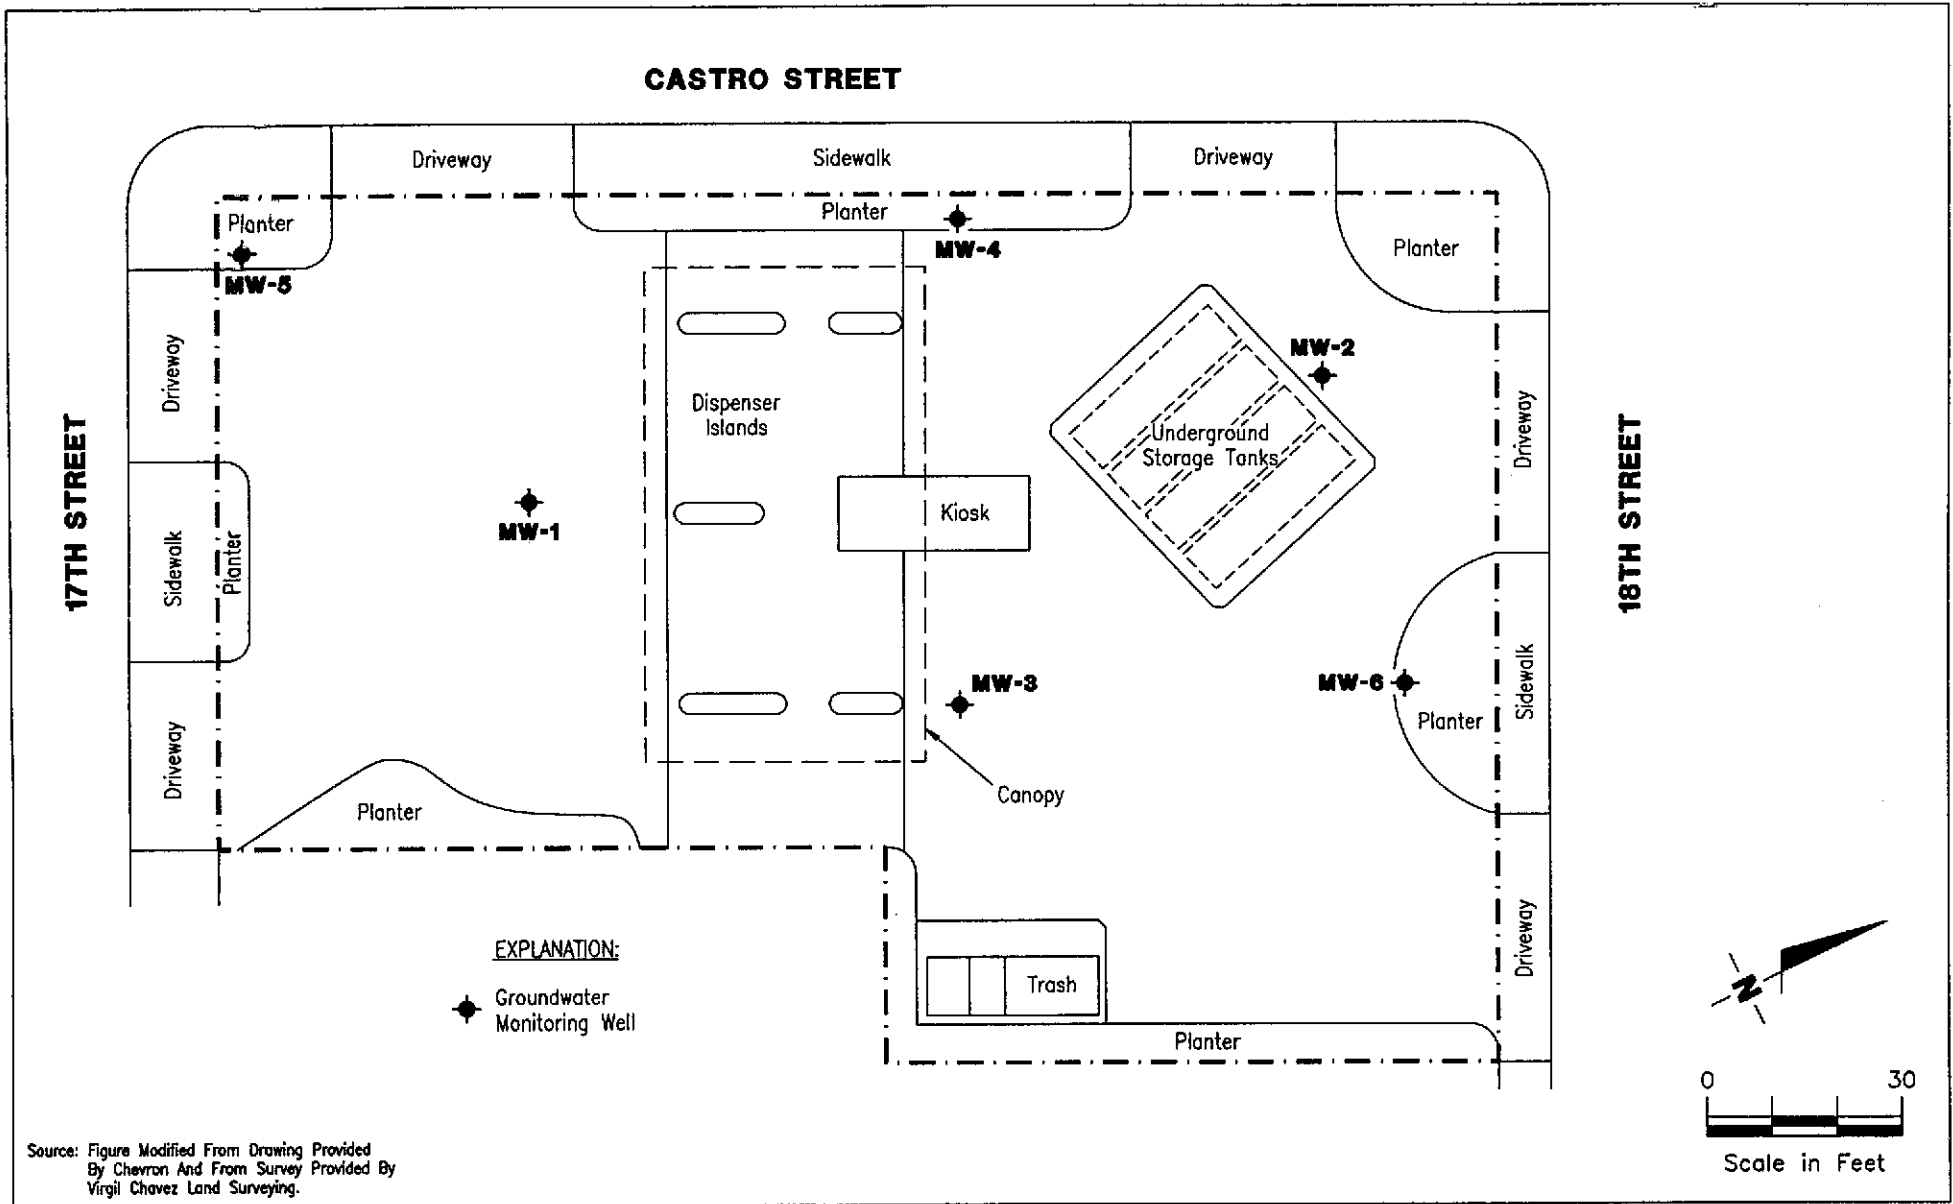 CASTRO STREET
Driveway
Sidewalk
Driveway
Planter
Planter
Planter
MW-4
MW-5
MW-2
Driveway
Dispenser
Islands
Underground
Storage Tanks
Driveway
17TH STREET
18TH STREET
MW-1
Kiosk
Sidewalk
Planter
MW-3
MW-6
Planter
Sidewalk
Driveway
Canopy
Planter
Driveway
EXPLANATION:
Groundwater
Monitoring Well
Trash
Planter
N
0 30
Scale in Feet
Source: Figure Modified From Drawing Provided
By Chevron And From Survey Provided By
Virgil Chavez Land Surveying.